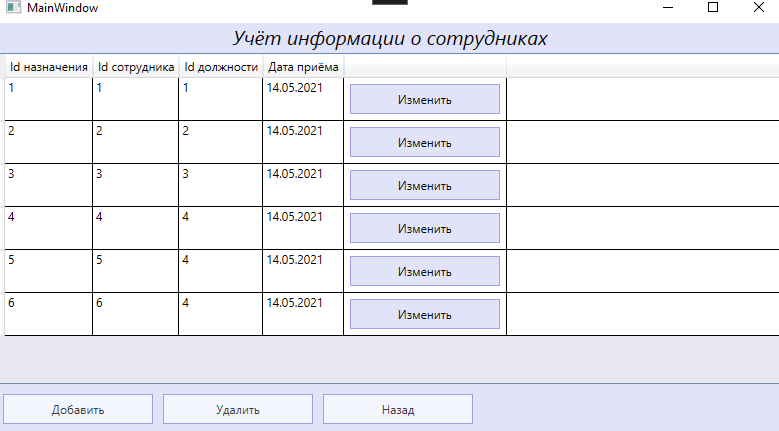 MainWindow
Учёт информации о сотрудниках
Id назначения Id сотрудника Id должности Дата приёма
1 1 1 14.05.2021 Изменить
2 2 2 14.05.2021 Изменить
3 3 3 14.05.2021 Изменить
4 4 4 14.05.2021 Изменить
5 5 4 14.05.2021 Изменить
6 6 4 14.05.2021 Изменить
Добавить Удалить Назад